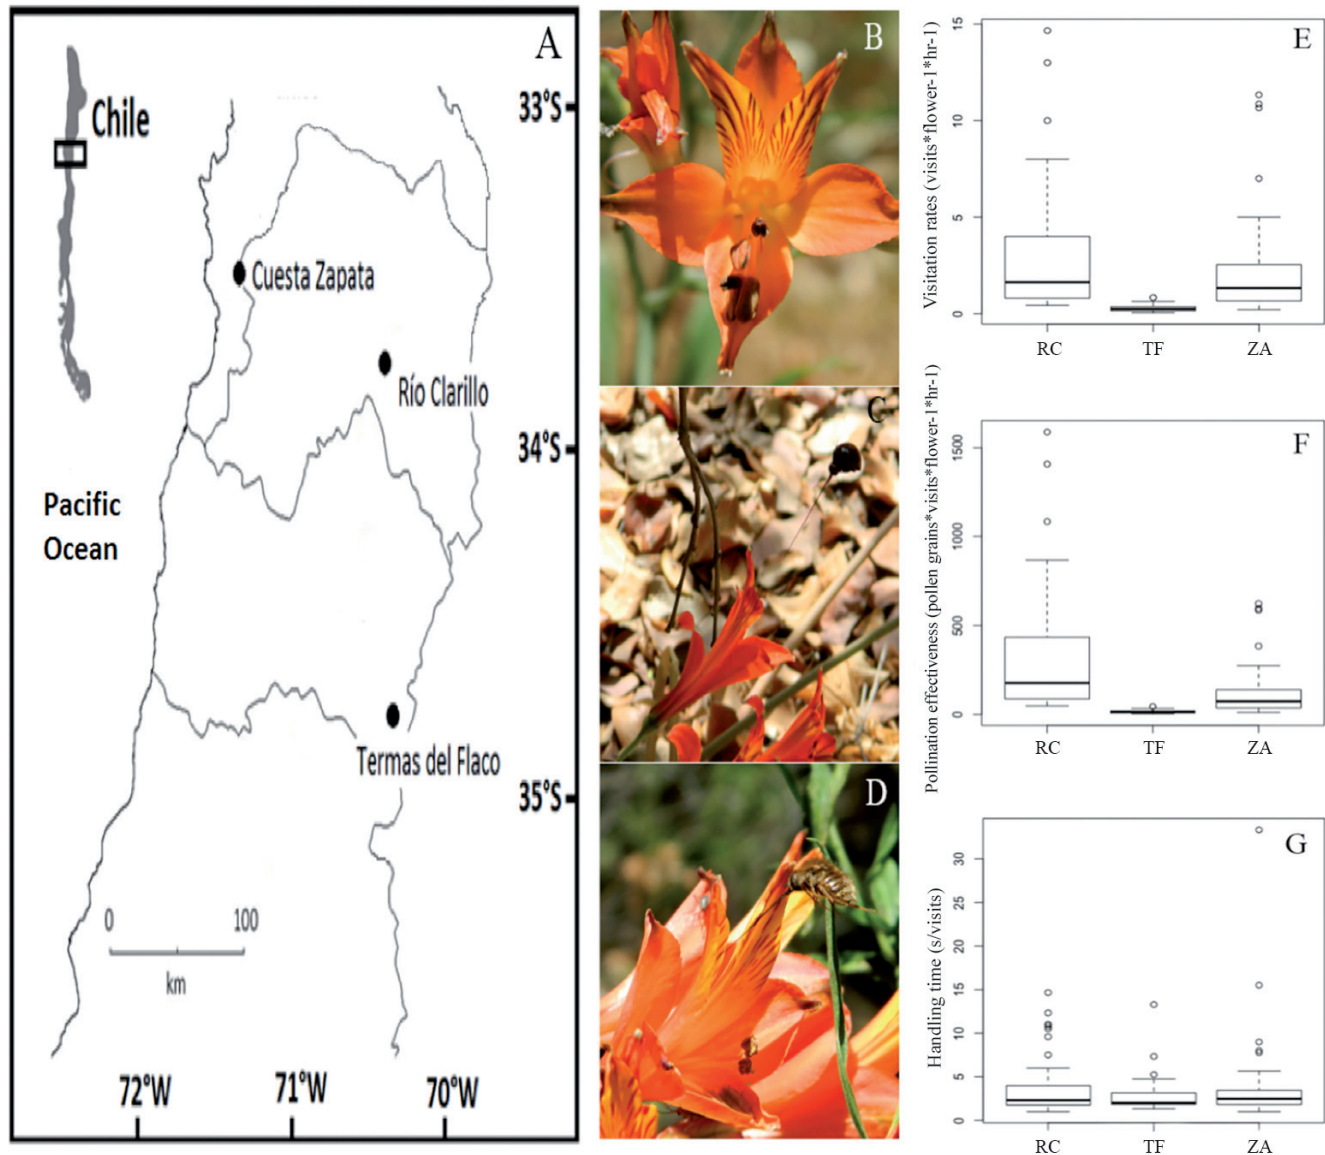 A
Chile
33°S
Cuesta Zapata
Río Clarillo
34°S
Pacific
Ocean
Termas del Flaco
35°S
0 100
km
72°W 71°W 70°W
B
C
D
E
Visitation rates (visits*flower-1*hr-1)
15
10
5
0
RC TF ZA
F
Pollination effectiveness (pollen grains*visits*flower-1*hr-1)
1500
1000
500
0
RC TF ZA
G
Handling time (s/visits)
30
25
20
15
10
5
0
RC TF ZA